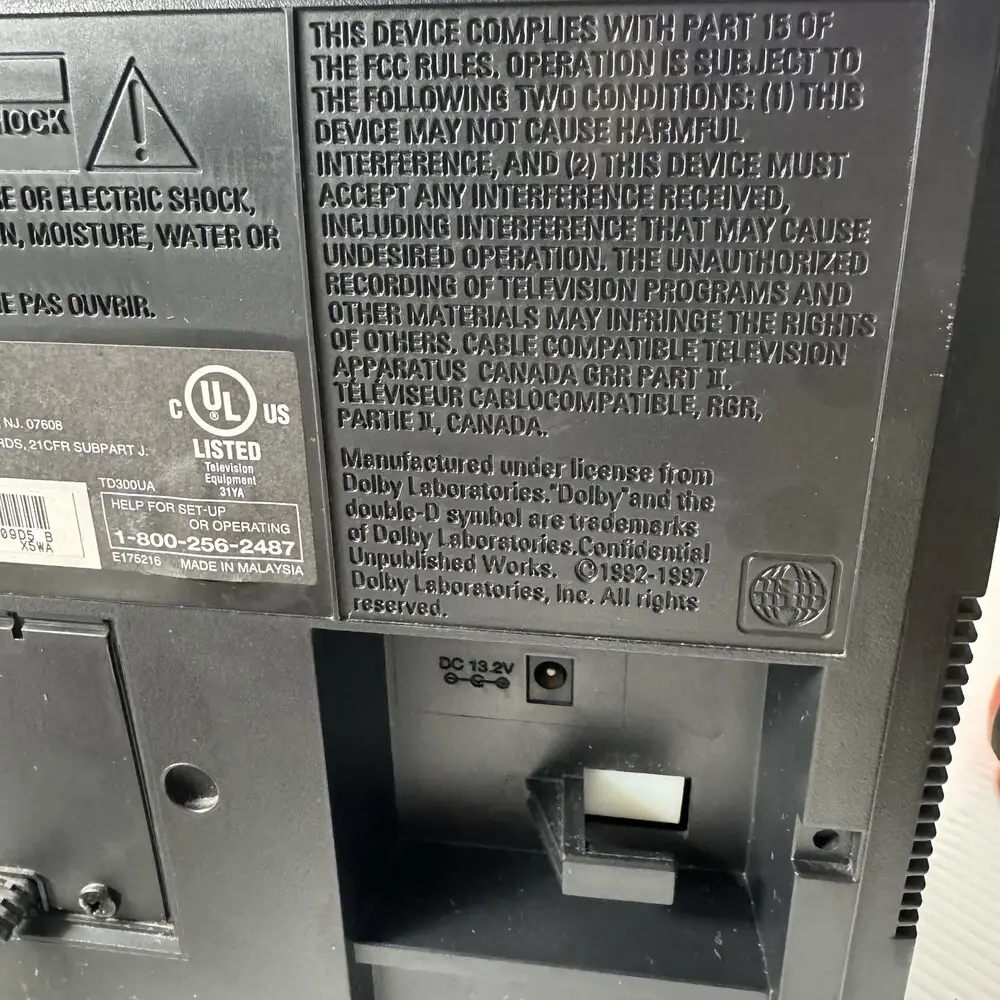 HOCK
E OR ELECTRIC SHOCK,
N, MOISTURE, WATER OR
E PAS OUVRIR.
THIS DEVICE COMPLIES WITH PART 15 OF
THE FCC RULES. OPERATION IS SUBJECT TO
THE FOLLOWING TWO CONDITIONS: (1) THIS
DEVICE MAY NOT CAUSE HARMFUL
INTERFERENCE, AND (2) THIS DEVICE MUST
ACCEPT ANY INTERFERENCE RECEIVED,
INCLUDING INTERFERENCE THAT MAY CAUSE
UNDESIRED OPERATION. THE UNAUTHORIZED
RECORDING OF TELEVISION PROGRAMS AND
OTHER MATERIALS MAY INFRINGE THE RIGHTS
OF OTHERS. CABLE COMPATIBLE TELEVISION
APPARATUS CANADA GRR PART II.
TÉLÉVISEUR CABLOCOMPATIBLE, RGR,
PARTIE II, CANADA.
Manufactured under license from
Dolby Laboratories."Dolby"and the
double-D symbol are trademarks
of Dolby Laboratories.Confidential
Unpublished Works. ©1992-1997
Dolby Laboratories, Inc. All rights
reserved.
, NJ. 07608
RDS, 21CFR SUBPART J.
C UL ® US
LISTED
Television
Equipment
31YA
TD300UA
HELP FOR SET-UP
OR OPERATING
1-800-256-2487
E175216 MADE IN MALAYSIA
09D5 B
X5WA
DC 13.2V